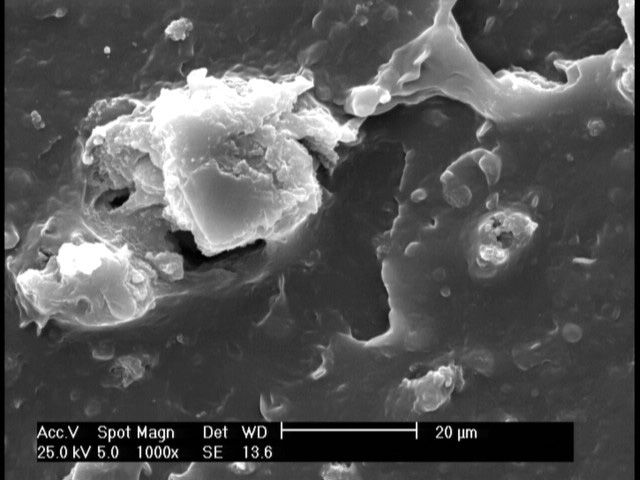 Acc.V Spot Magn Det WD 20 µm
25.0 kV 5.0 1000x SE 13.6